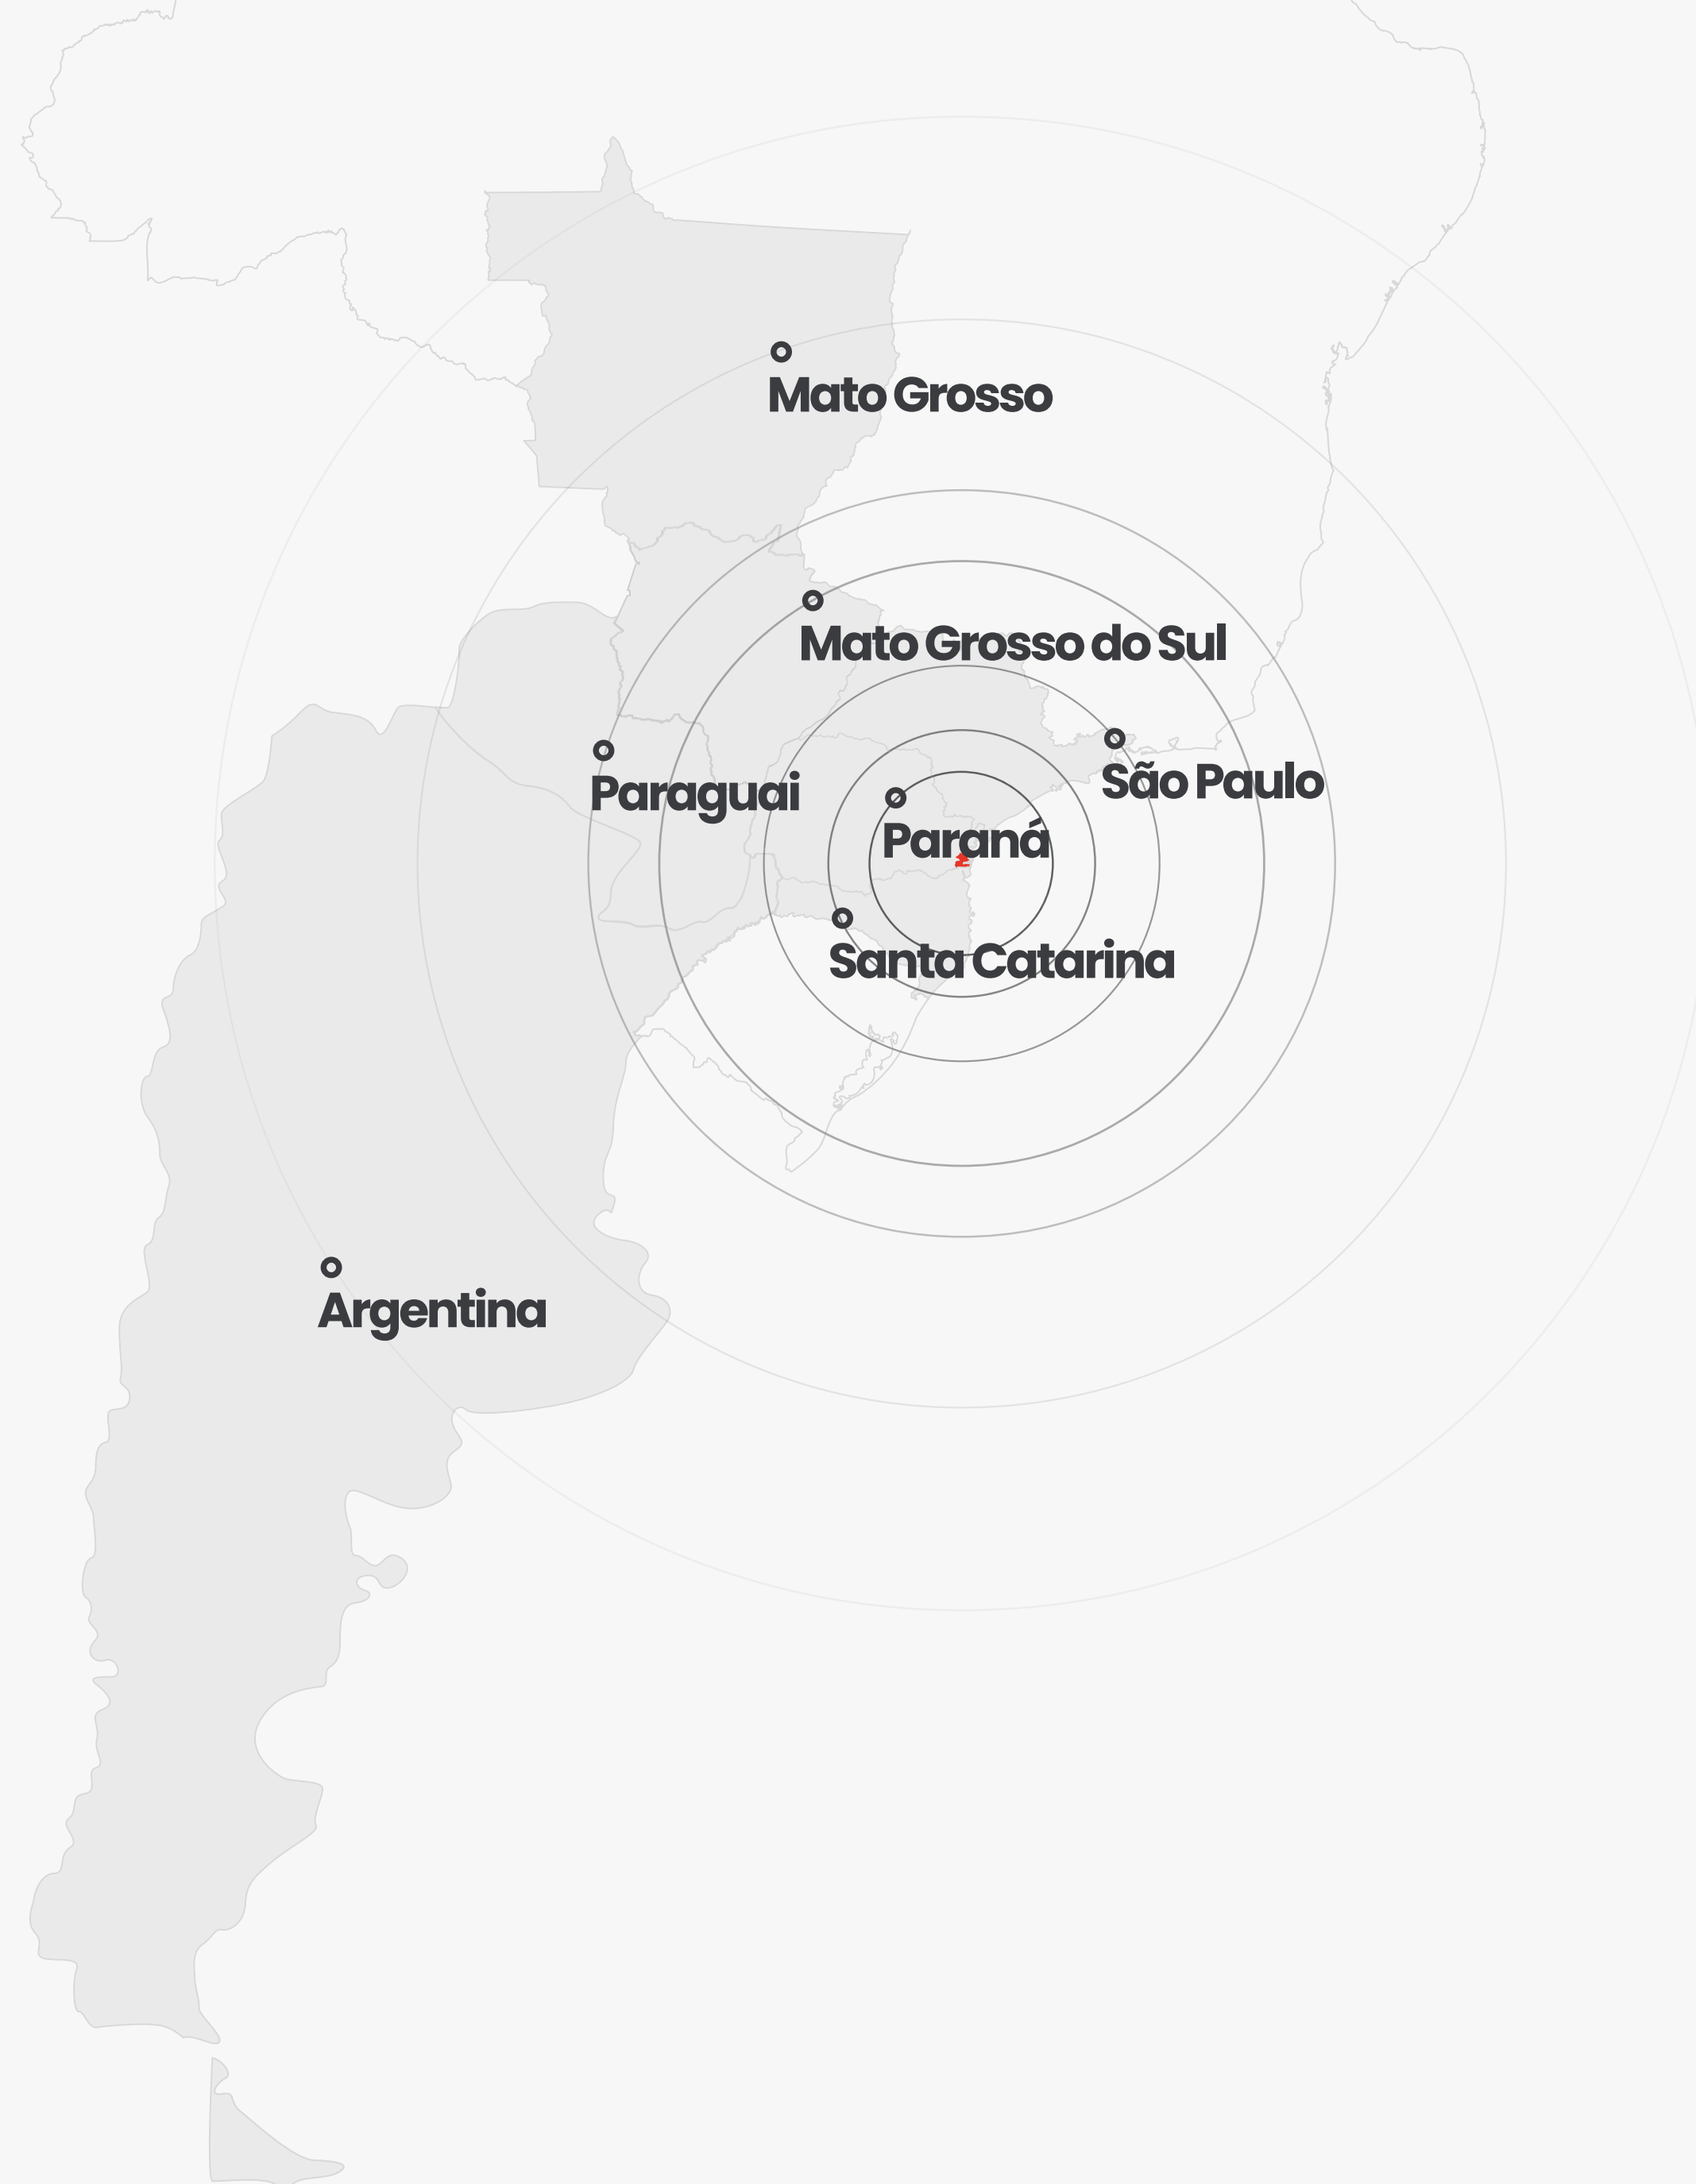 Mato Grosso
Mato Grosso do Sul
São Paulo
Paraguai
Paraná
Santa Catarina
Argentina